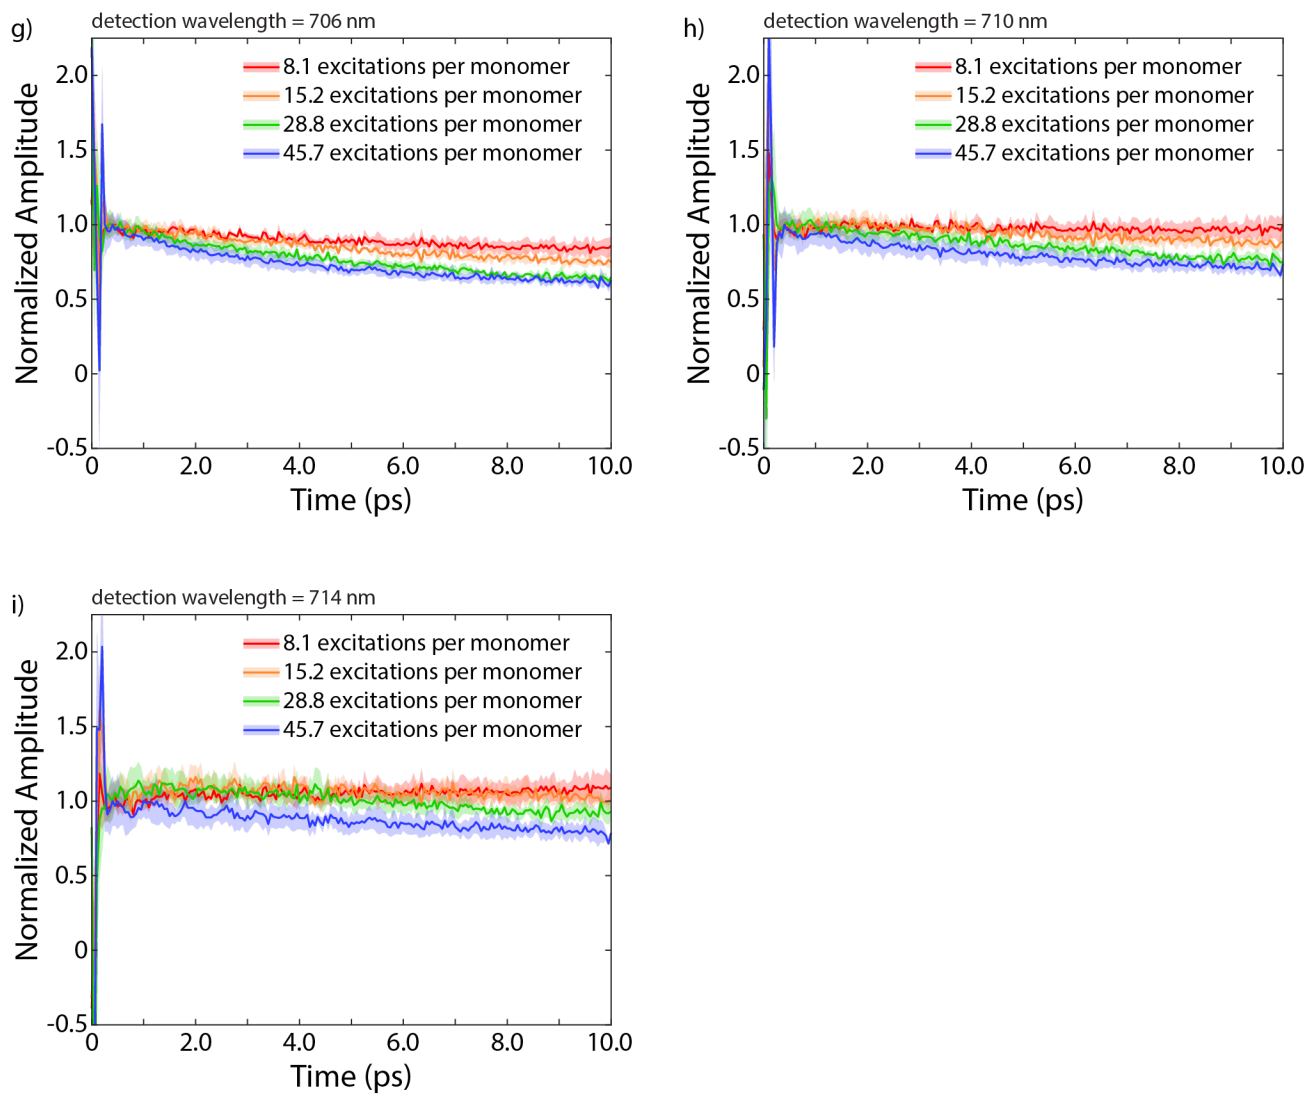 g)
detection wavelength = 706 nm
8.1 excitations per monomer
15.2 excitations per monomer
28.8 excitations per monomer
45.7 excitations per monomer
Normalized Amplitude
2.0
1.5
1.0
0.5
0
-0.5
0 2.0 4.0 6.0 8.0 10.0
Time (ps)
h)
detection wavelength = 710 nm
8.1 excitations per monomer
15.2 excitations per monomer
28.8 excitations per monomer
45.7 excitations per monomer
Normalized Amplitude
2.0
1.5
1.0
0.5
0
-0.5
0 2.0 4.0 6.0 8.0 10.0
Time (ps)
i)
detection wavelength = 714 nm
8.1 excitations per monomer
15.2 excitations per monomer
28.8 excitations per monomer
45.7 excitations per monomer
Normalized Amplitude
2.0
1.5
1.0
0.5
0
-0.5
0 2.0 4.0 6.0 8.0 10.0
Time (ps)